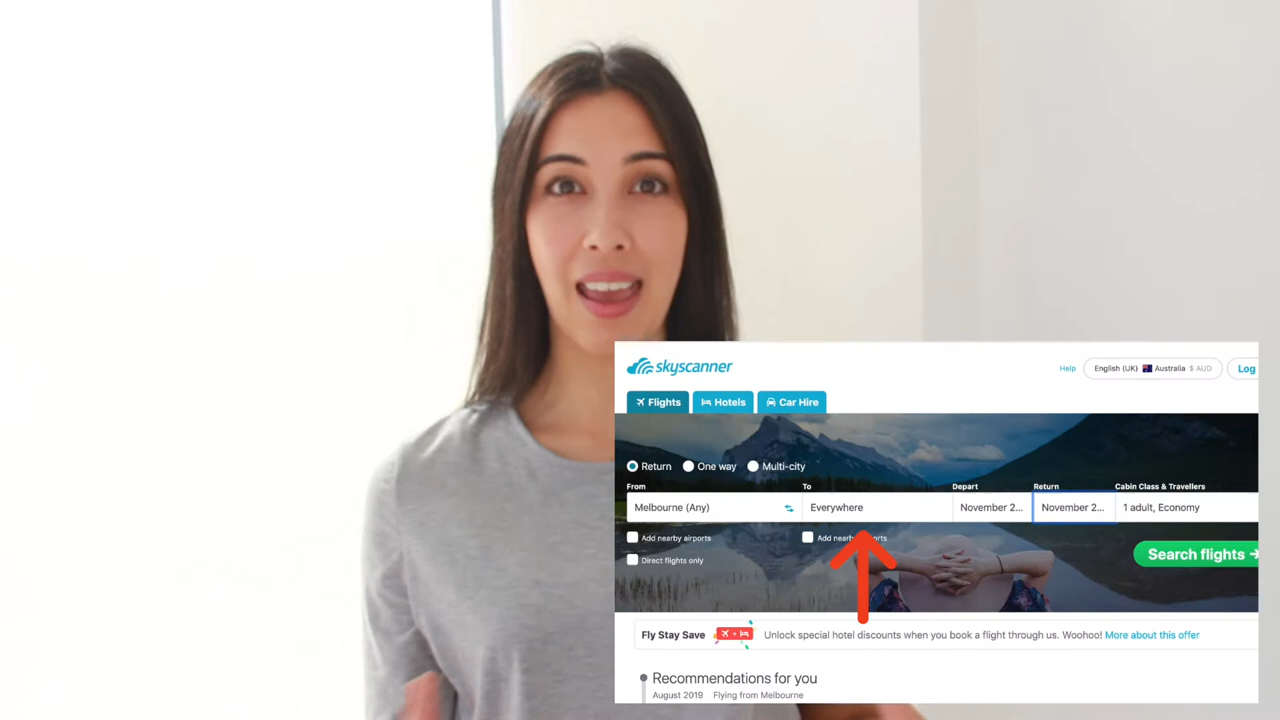 skyscanner
Help English (UK) Australia $ AUD Log
Flights Hotels Car Hire
Return One way Multi-city
From To Depart Return Cabin Class & Travellers
Melbourne (Any) Everywhere November 2... November 2... 1 adult, Economy
Add nearby airports Add nearby
Direct flights only
Search flights →
Fly Stay Save Unlock special hotel discounts when you book a flight through us. Woohoo! More about this offer
Recommendations for you
August 2019 Flying from Melbourne